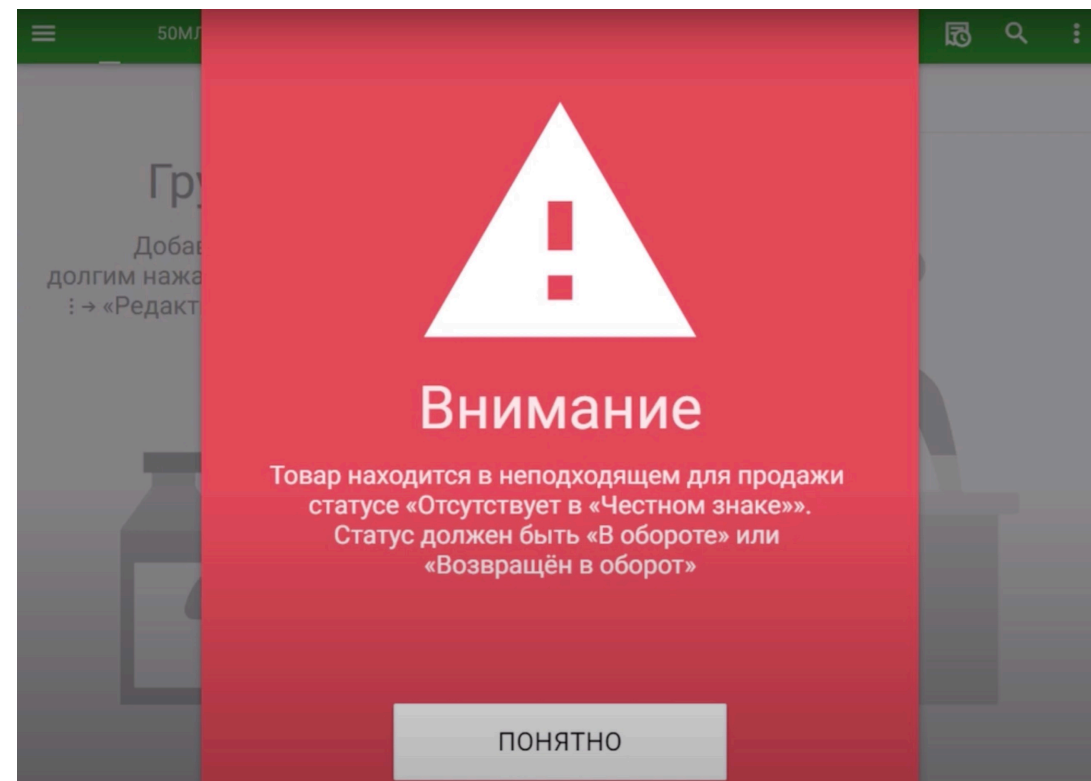 50МЛ
Гру
Добав
долгим нажа
⋮ → «Редакт
Внимание
Товар находится в неподходящем для продажи
статусе «Отсутствует в «Честном знаке»».
Статус должен быть «В обороте» или
«Возвращён в оборот»
ПОНЯТНО